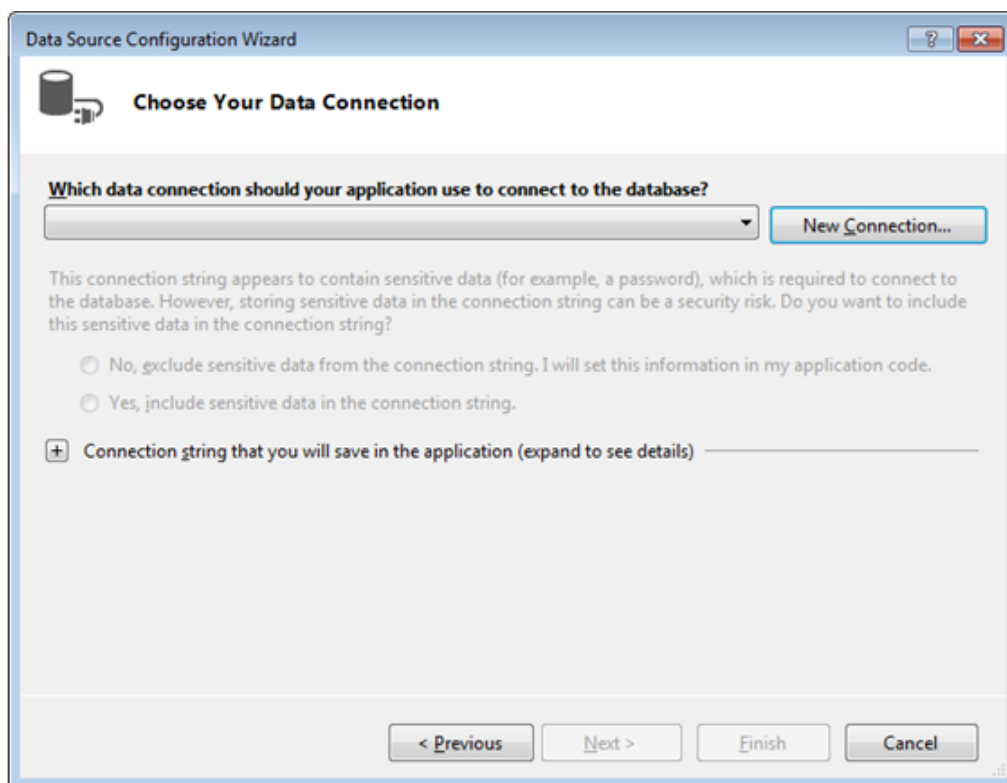 Data Source Configuration Wizard
Choose Your Data Connection
Which data connection should your application use to connect to the database?
New Connection...
This connection string appears to contain sensitive data (for example, a password), which is required to connect to
the database. However, storing sensitive data in the connection string can be a security risk. Do you want to include
this sensitive data in the connection string?
No, exclude sensitive data from the connection string. I will set this information in my application code.
Yes, include sensitive data in the connection string.
Connection string that you will save in the application (expand to see details)
< Previous Next > Finish Cancel